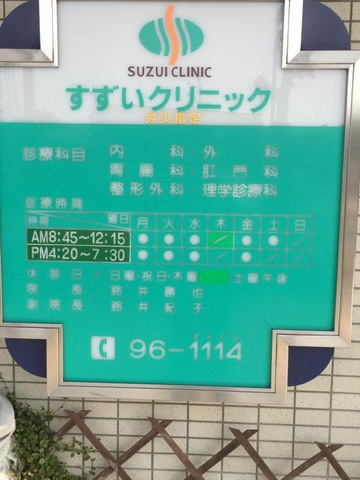 SUZUI CLINIC
すずいクリニック
労災指定
診療科目 内科・外科
胃腸科・肛門科
整形外科・理学診療科
診療時間
時間 曜日 月 火 水 木 金 土 日
AM8:45~12:15 ● ● ● / ● ● /
PM4:20~7:30 ● ● ● / ● / /
休診日/日曜・祝日・木曜 土曜午後
院長 鈴井勝也
副院長 鈴井紀子
96-1114